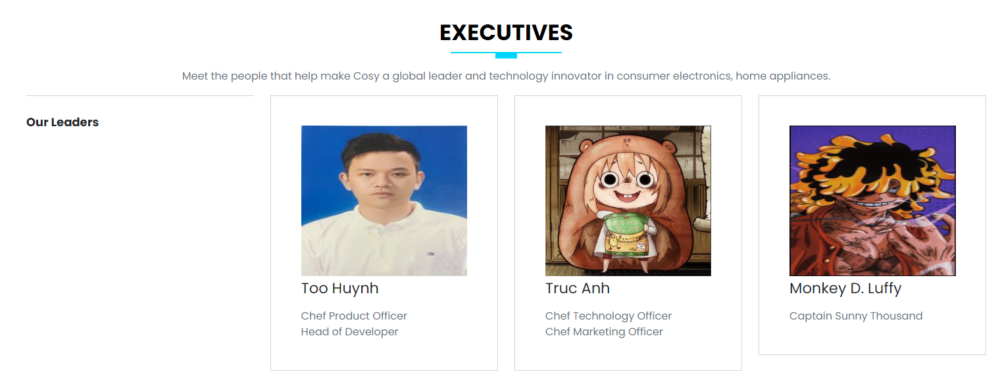 EXECUTIVES
Meet the people that help make Cosy a global leader and technology innovator in consumer electronics, home appliances.
Our Leaders
Too Huynh
Chef Product Officer
Head of Developer
Truc Anh
Chef Technology Officer
Chef Marketing Officer
Monkey D. Luffy
Captain Sunny Thousand